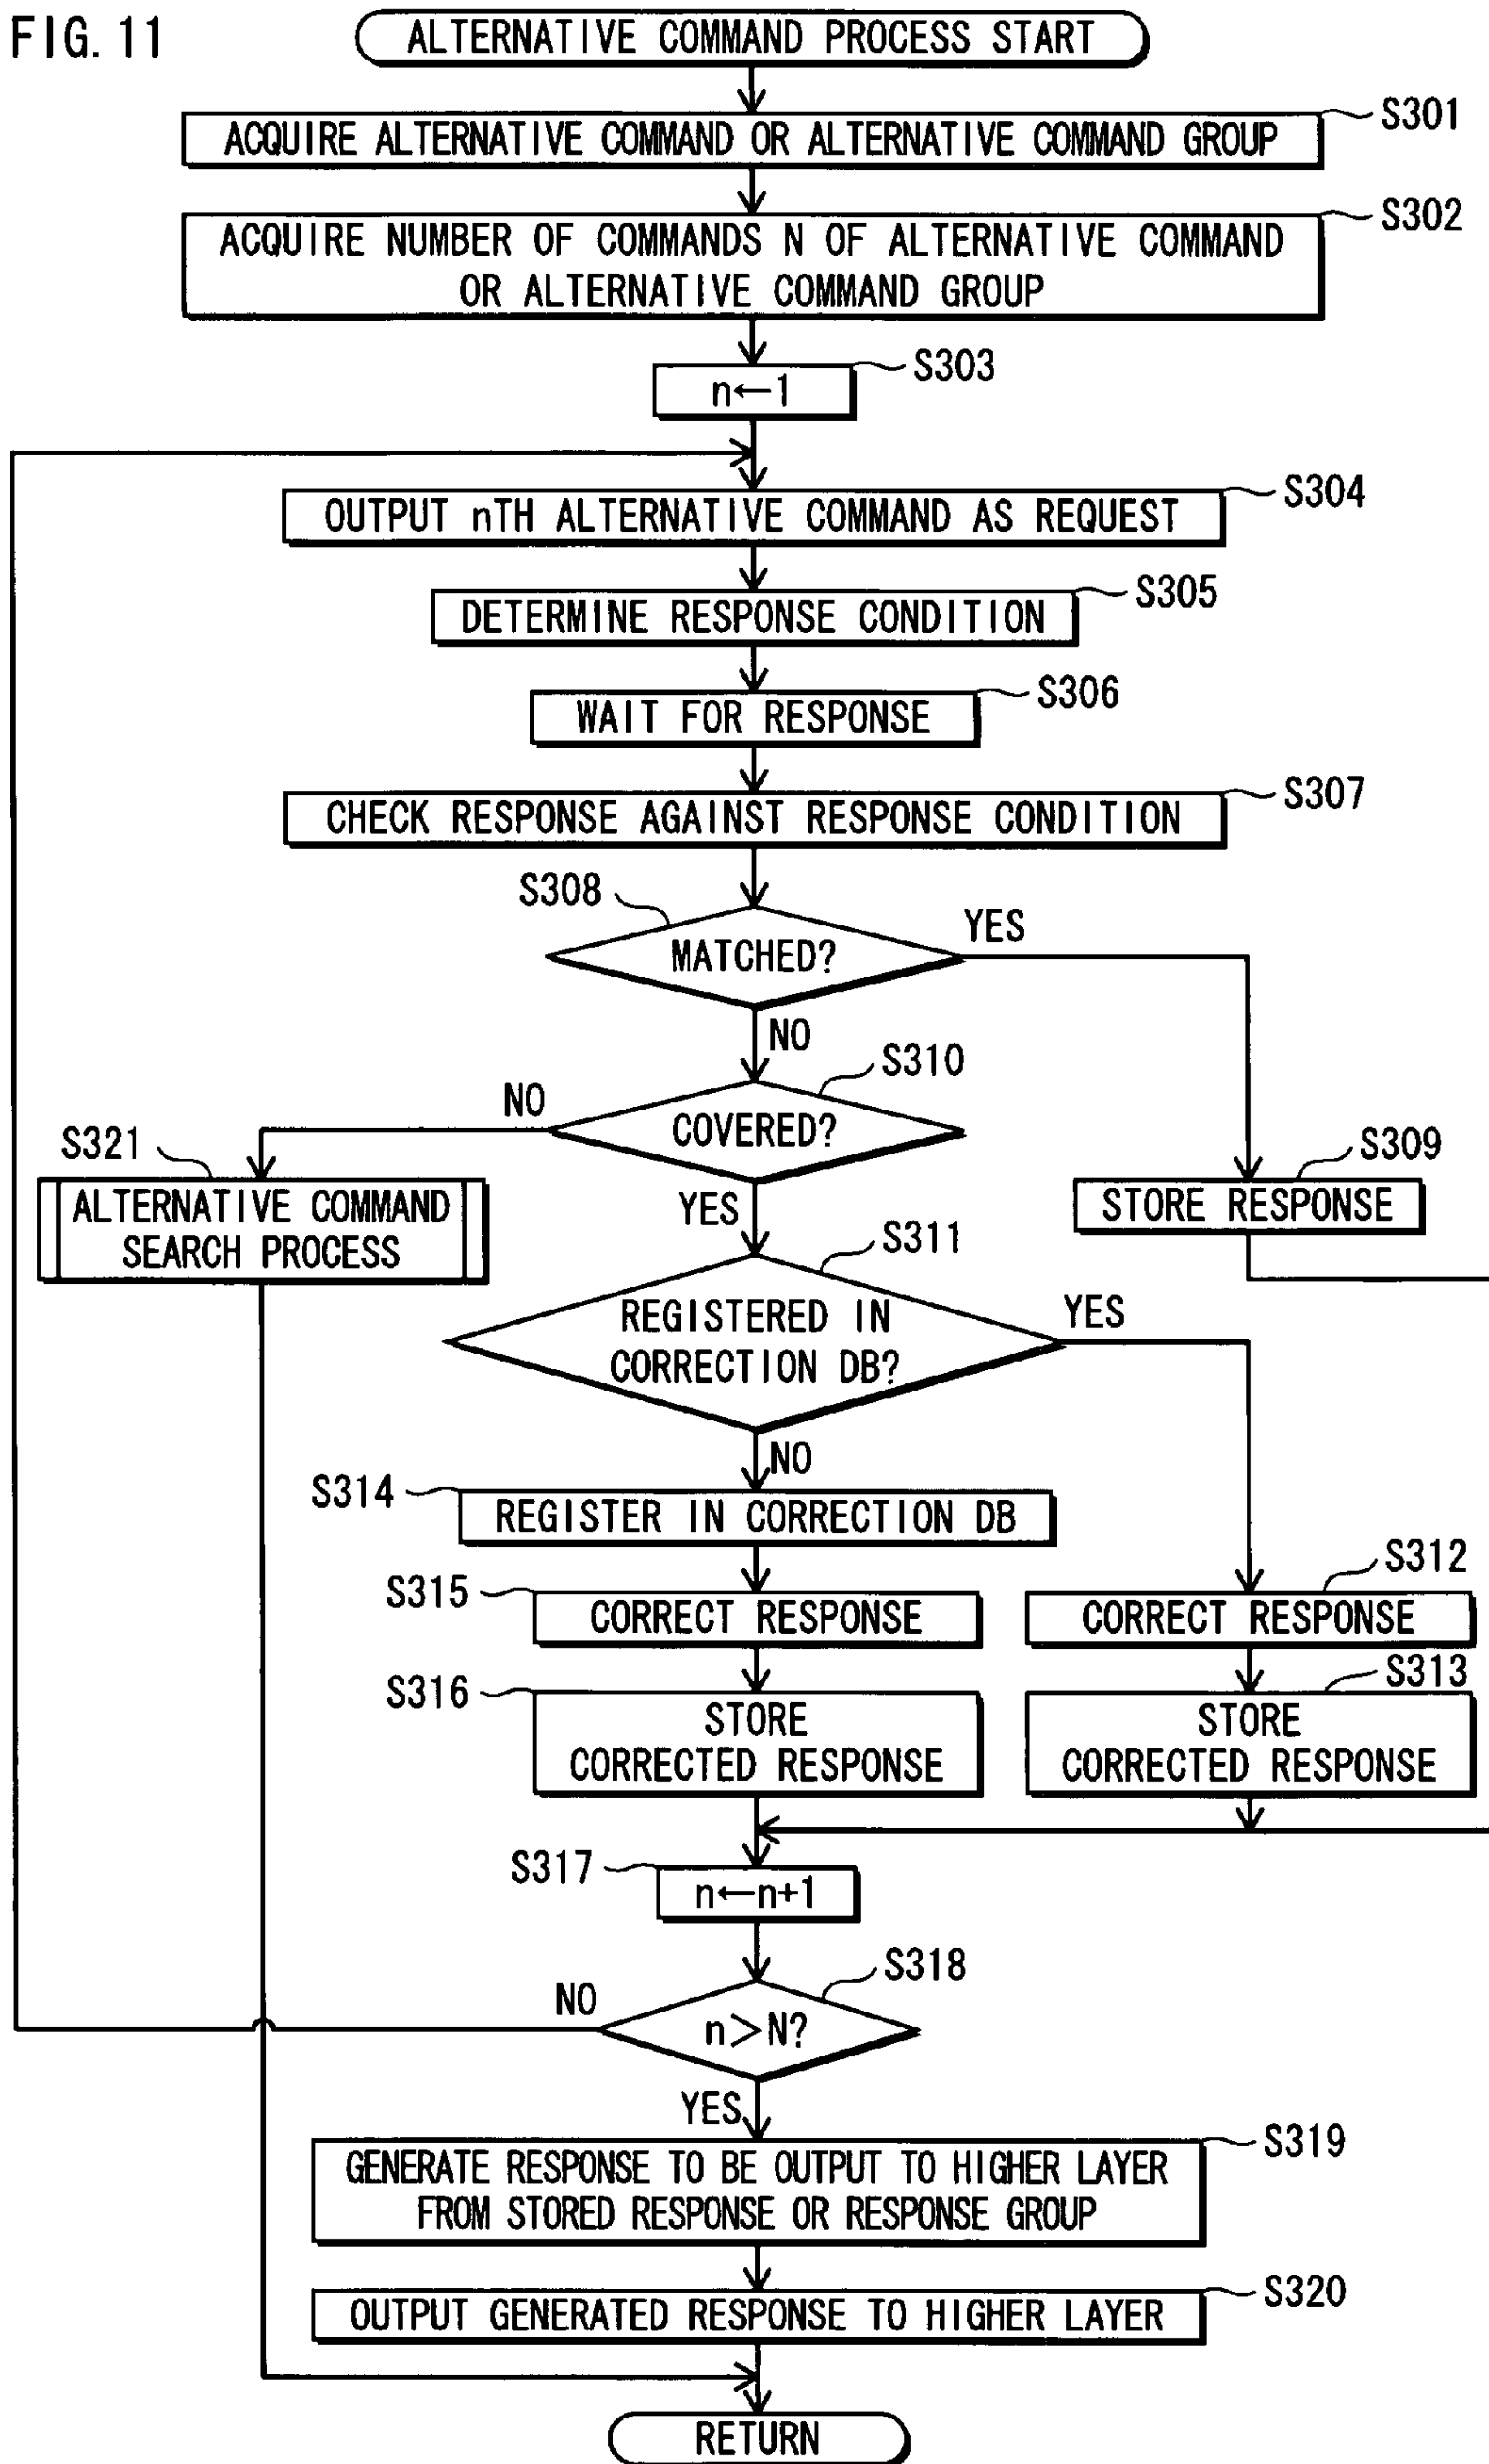 FIG. 11
ALTERNATIVE COMMAND PROCESS START
S301
ACQUIRE ALTERNATIVE COMMAND OR ALTERNATIVE COMMAND GROUP
S302
ACQUIRE NUMBER OF COMMANDS N OF ALTERNATIVE COMMAND
OR ALTERNATIVE COMMAND GROUP
S303
n←1
S304
OUTPUT nTH ALTERNATIVE COMMAND AS REQUEST
S305
DETERMINE RESPONSE CONDITION
S306
WAIT FOR RESPONSE
S307
CHECK RESPONSE AGAINST RESPONSE CONDITION
S308
YES
MATCHED?
NO
S310
NO
COVERED?
S321
ALTERNATIVE COMMAND
SEARCH PROCESS
S309
STORE RESPONSE
YES
S311
REGISTERED IN
CORRECTION DB?
YES
NO
S314
REGISTER IN CORRECTION DB
S315
CORRECT RESPONSE
S312
CORRECT RESPONSE
S316
STORE
CORRECTED RESPONSE
S313
STORE
CORRECTED RESPONSE
S317
n←n+1
S318
NO
n>N?
YES
S319
GENERATE RESPONSE TO BE OUTPUT TO HIGHER LAYER
FROM STORED RESPONSE OR RESPONSE GROUP
S320
OUTPUT GENERATED RESPONSE TO HIGHER LAYER
RETURN